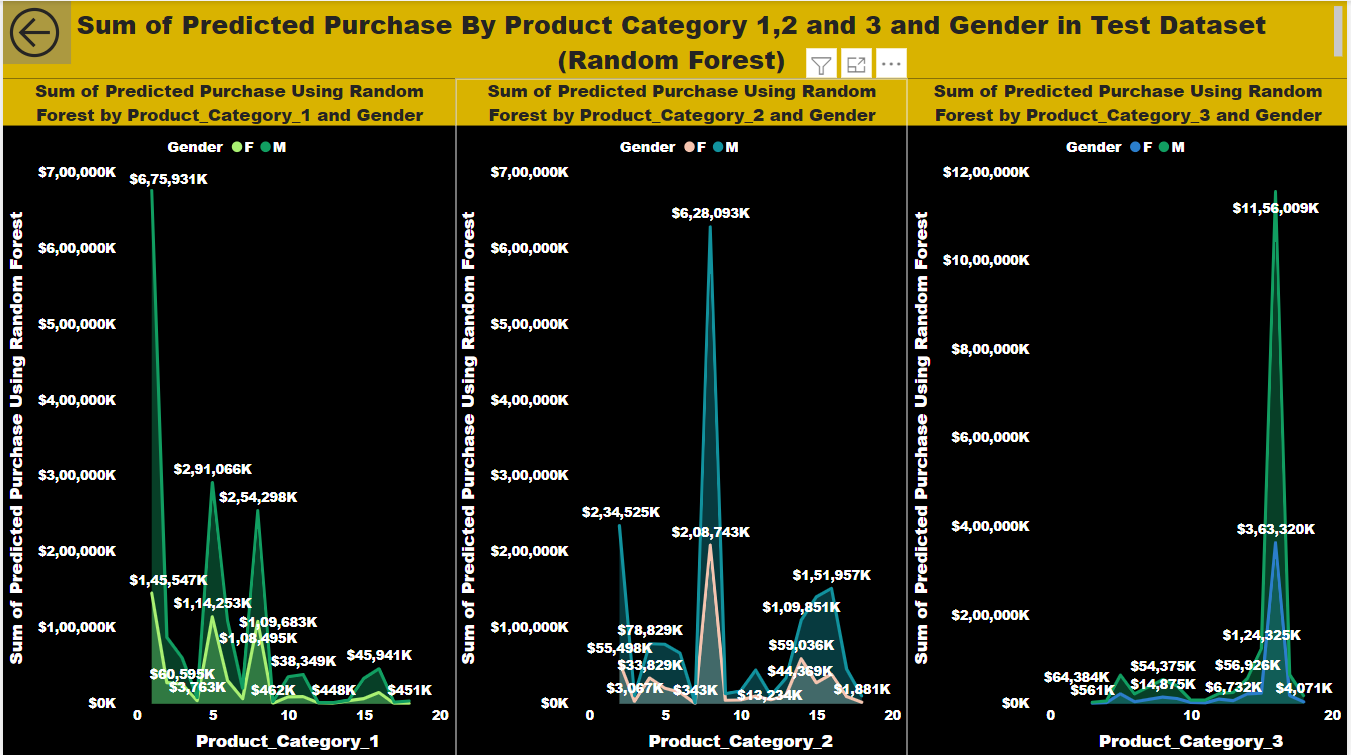 Sum of Predicted Purchase By Product Category 1,2 and 3 and Gender in Test Dataset
(Random Forest)
Sum of Predicted Purchase Using Random
Forest by Product_Category_1 and Gender
Gender F M
Sum of Predicted Purchase Using Random Forest
$7,00,000K
$6,00,000K
$5,00,000K
$4,00,000K
$3,00,000K
$2,00,000K
$1,00,000K
$0K
$6,75,931K
$2,91,066K
$2,54,298K
$1,45,547K
$1,14,253K
$1,09,683K
$1,08,495K
$38,349K
$45,941K
$60,595K
$3,763K
$462K
$448K
$451K
0 5 10 15 20
Product_Category_1
Sum of Predicted Purchase Using Random
Forest by Product_Category_2 and Gender
Gender F M
Sum of Predicted Purchase Using Random Forest
$7,00,000K
$6,00,000K
$5,00,000K
$4,00,000K
$3,00,000K
$2,00,000K
$1,00,000K
$0K
$6,28,093K
$2,34,525K
$2,08,743K
$1,51,957K
$1,09,851K
$78,829K
$55,498K
$59,036K
$33,829K
$44,369K
$3,067K
$343K
$13,234K
$1,881K
0 5 10 15 20
Product_Category_2
Sum of Predicted Purchase Using Random
Forest by Product_Category_3 and Gender
Gender F M
Sum of Predicted Purchase Using Random Forest
$12,00,000K
$10,00,000K
$8,00,000K
$6,00,000K
$4,00,000K
$2,00,000K
$0K
$11,56,009K
$3,63,320K
$1,24,325K
$54,375K
$56,926K
$64,384K
$561K
$14,875K
$6,732K
$4,071K
0 10 20
Product_Category_3